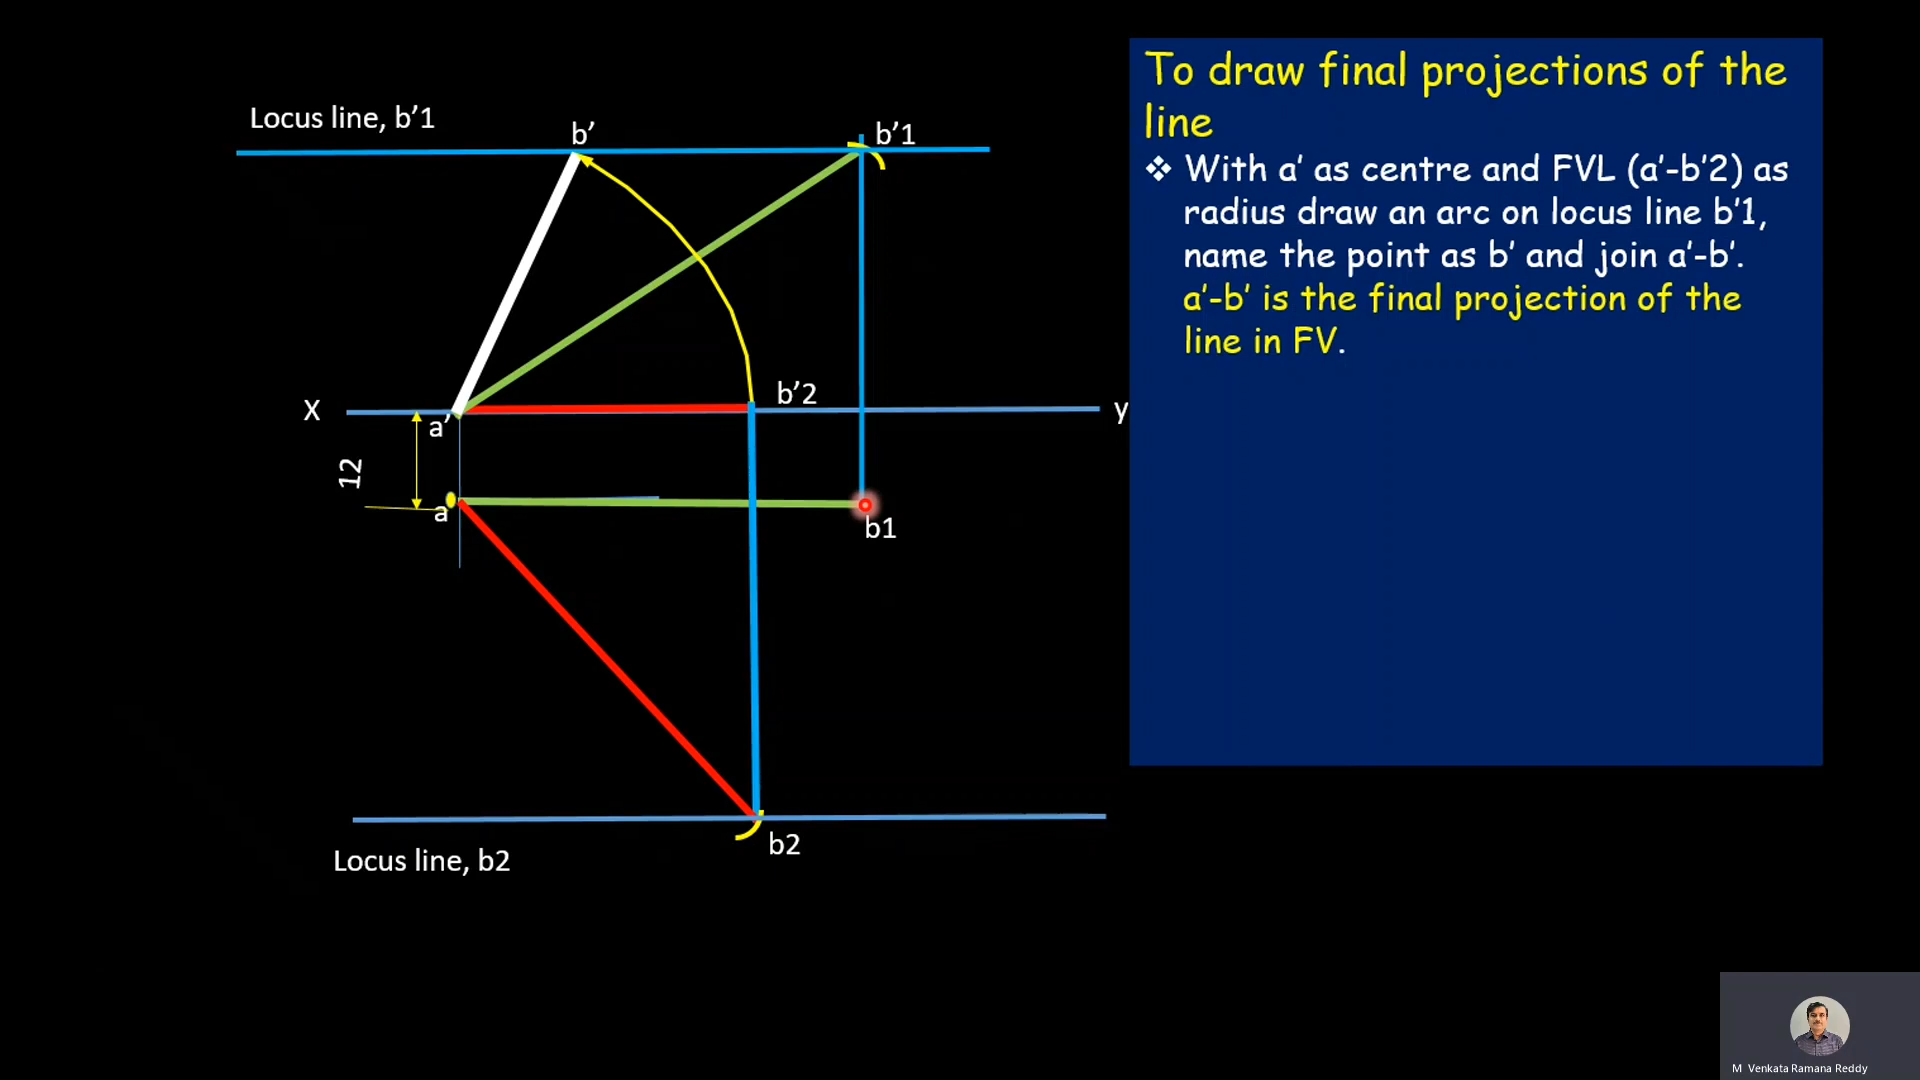 To draw final projections of the
line
❖ With a’ as centre and FVL (a’-b’2) as
radius draw an arc on locus line b’1,
name the point as b’ and join a’-b’.
a’-b’ is the final projection of the
line in FV.
Locus line, b’1
b’
b’1
X
a’
b’2
y
12
a
b1
b2
Locus line, b2
M Venkata Ramana Reddy